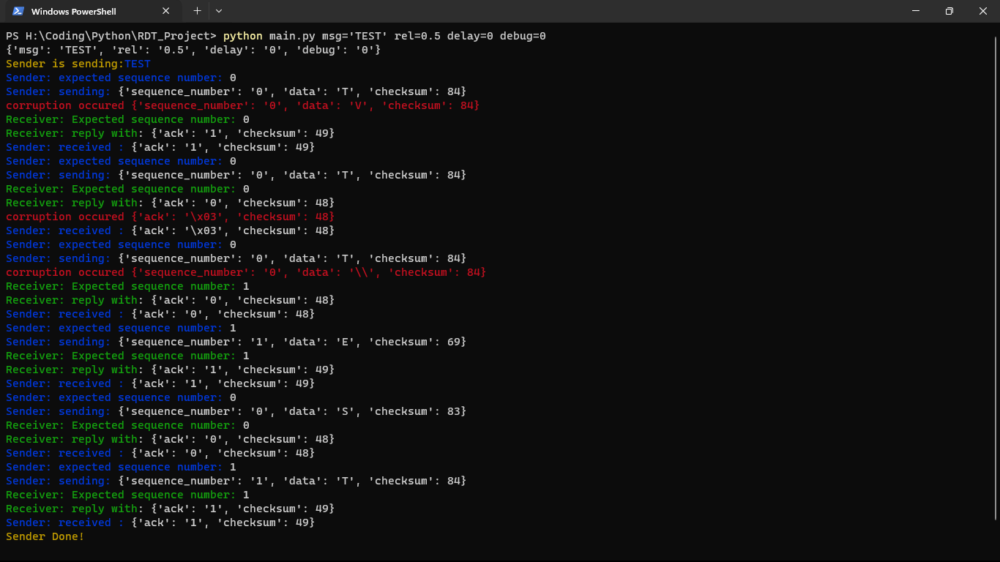 Windows PowerShell
PS H:\Coding\Python\RDT_Project> python main.py msg='TEST' rel=0.5 delay=0 debug=0
{'msg': 'TEST', 'rel': '0.5', 'delay': '0', 'debug': '0'}
Sender is sending:TEST
Sender: expected sequence number: 0
Sender: sending: {'sequence_number': '0', 'data': 'T', 'checksum': 84}
corruption occured {'sequence_number': '0', 'data': 'V', 'checksum': 84}
Receiver: Expected sequence number: 0
Receiver: reply with: {'ack': '1', 'checksum': 49}
Sender: received : {'ack': '1', 'checksum': 49}
Sender: expected sequence number: 0
Sender: sending: {'sequence_number': '0', 'data': 'T', 'checksum': 84}
Receiver: Expected sequence number: 0
Receiver: reply with: {'ack': '0', 'checksum': 48}
corruption occured {'ack': '\x03', 'checksum': 48}
Sender: received : {'ack': '\x03', 'checksum': 48}
Sender: expected sequence number: 0
Sender: sending: {'sequence_number': '0', 'data': 'T', 'checksum': 84}
corruption occured {'sequence_number': '0', 'data': '\\', 'checksum': 84}
Receiver: Expected sequence number: 1
Receiver: reply with: {'ack': '0', 'checksum': 48}
Sender: received : {'ack': '0', 'checksum': 48}
Sender: expected sequence number: 1
Sender: sending: {'sequence_number': '1', 'data': 'E', 'checksum': 69}
Receiver: Expected sequence number: 1
Receiver: reply with: {'ack': '1', 'checksum': 49}
Sender: received : {'ack': '1', 'checksum': 49}
Sender: expected sequence number: 0
Sender: sending: {'sequence_number': '0', 'data': 'S', 'checksum': 83}
Receiver: Expected sequence number: 0
Receiver: reply with: {'ack': '0', 'checksum': 48}
Sender: received : {'ack': '0', 'checksum': 48}
Sender: expected sequence number: 1
Sender: sending: {'sequence_number': '1', 'data': 'T', 'checksum': 84}
Receiver: Expected sequence number: 1
Receiver: reply with: {'ack': '1', 'checksum': 49}
Sender: received : {'ack': '1', 'checksum': 49}
Sender Done!